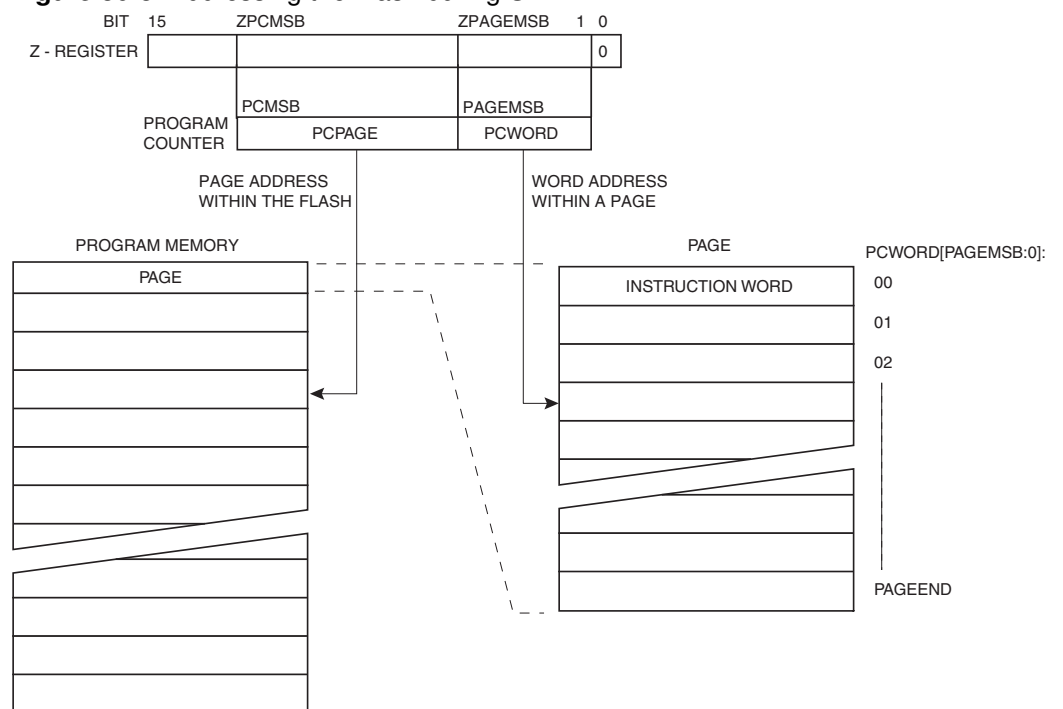 BIT 15 ZPCMSB ZPAGEMSB 1 0
Z - REGISTER 0
PCMSB PAGEMSB
PROGRAM
COUNTER
PCPAGE PCWORD
PAGE ADDRESS
WITHIN THE FLASH
WORD ADDRESS
WITHIN A PAGE
PROGRAM MEMORY
PAGE
PAGE
PCWORD[PAGEMSB:0]:
INSTRUCTION WORD
00
01
02
PAGEEND